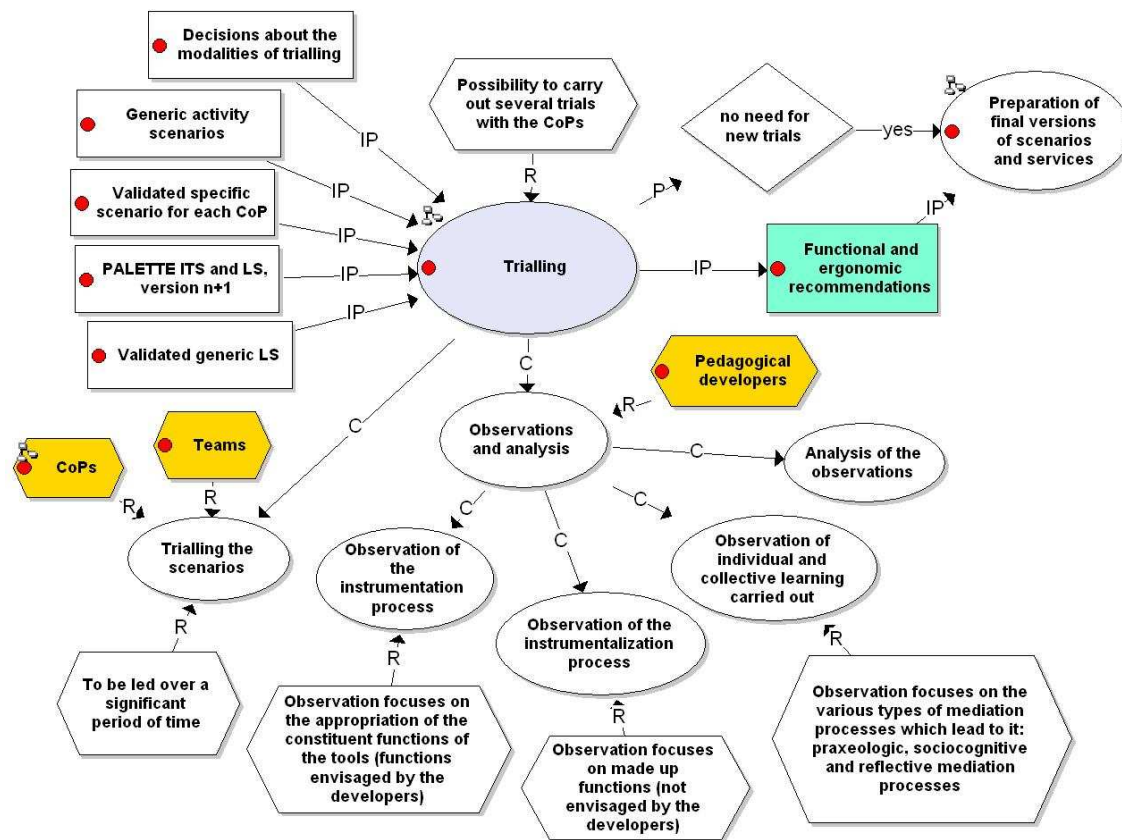 Decisions about the
modalities of trialling
IP
Generic activity
scenarios
IP
Validated specific
scenario for each CoP
IP
PALETTE ITS and LS,
version n+1
IP
Validated generic LS
IP
Possibility to carry
out several trials
with the CoPs
R
Trialling
P
no need for
new trials
yes
Preparation of
final versions
of scenarios
and services
IP
Functional and
ergonomic
recommendations
IP
C
C
Pedagogical
developers
R
Observations
and analysis
C
Analysis of the
observations
CoPs
R
Teams
R
Trialling the
scenarios
R
To be led over a
significant
period of time
C
Observation of
the
instrumentation
process
R
Observation focuses on
the appropriation of the
constituent functions of
the tools (functions
envisaged by the
developers)
C
Observation of the
instrumentalization
process
R
Observation focuses
on made up
functions (not
envisaged by the
developers)
C
Observation of
individual and
collective learning
carried out
R
Observation focuses on the
various types of mediation
processes which lead to it:
praxeologic, sociocognitive
and reflective mediation
processes